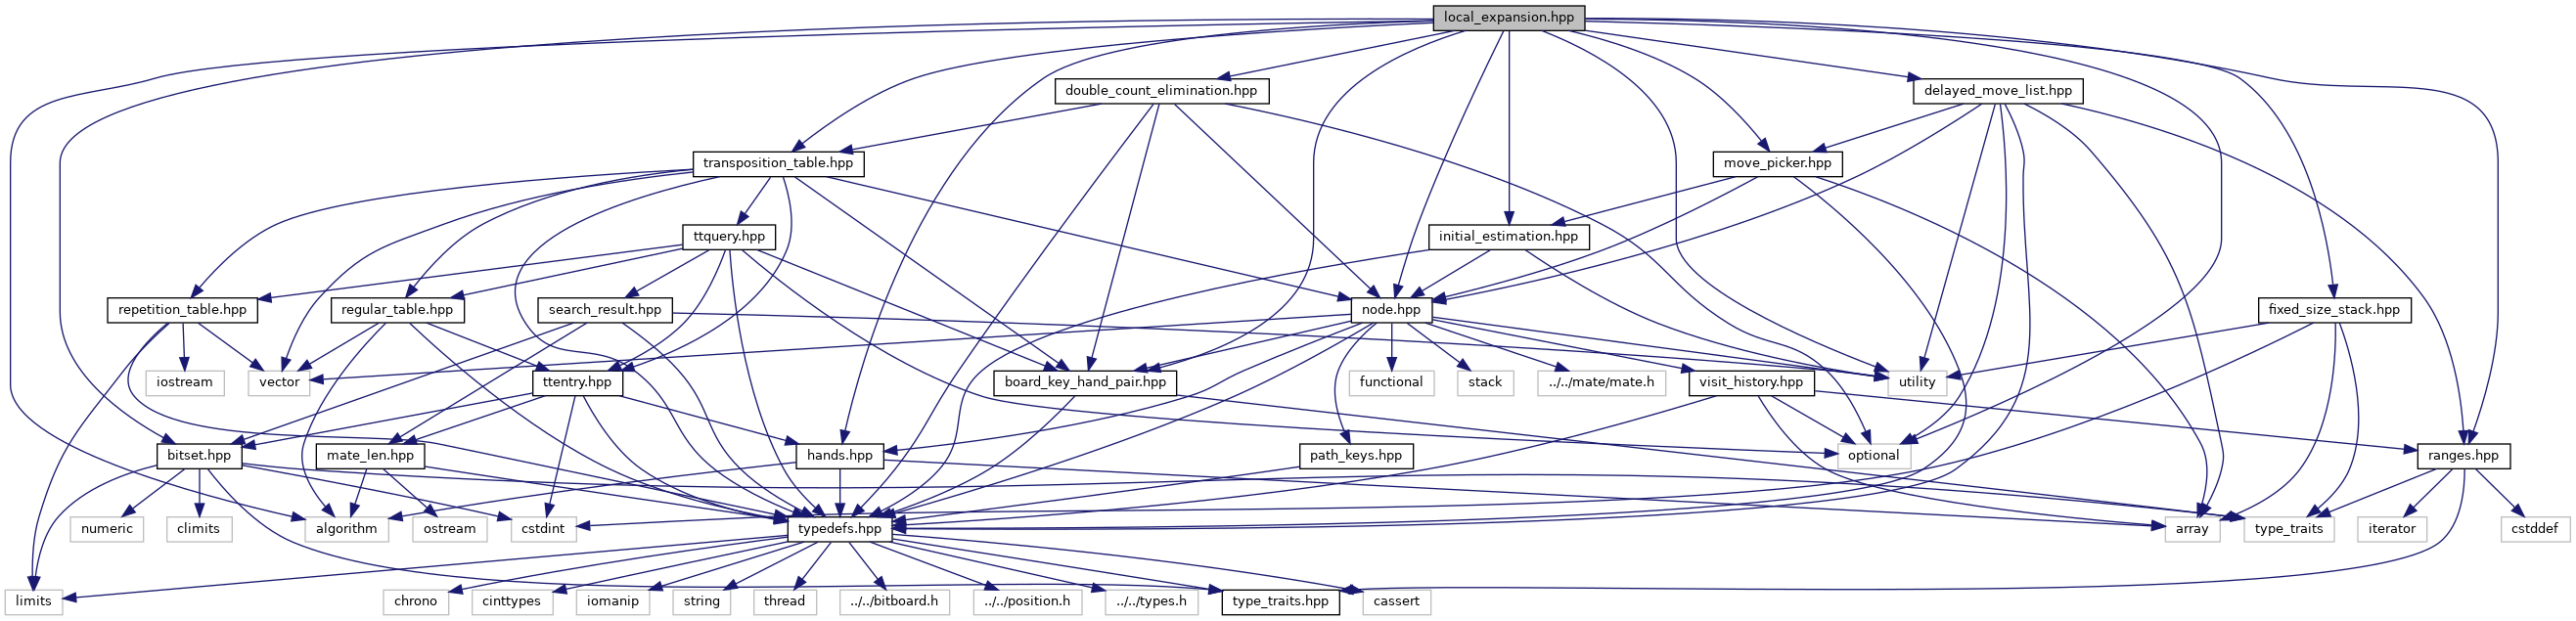 local_expansion.hpp
double_count_elimination.hpp
delayed_move_list.hpp
transposition_table.hpp
move_picker.hpp
ttquery.hpp
initial_estimation.hpp
repetition_table.hpp
regular_table.hpp
search_result.hpp
node.hpp
fixed_size_stack.hpp
iostream
vector
ttentry.hpp
board_key_hand_pair.hpp
functional
stack
../../mate/mate.h
visit_history.hpp
utility
bitset.hpp
mate_len.hpp
hands.hpp
path_keys.hpp
optional
ranges.hpp
numeric
climits
algorithm
ostream
cstdint
typedefs.hpp
array
type_traits
iterator
cstddef
limits
chrono
cinttypes
iomanip
string
thread
../../bitboard.h
../../position.h
../../types.h
type_traits.hpp
cassert